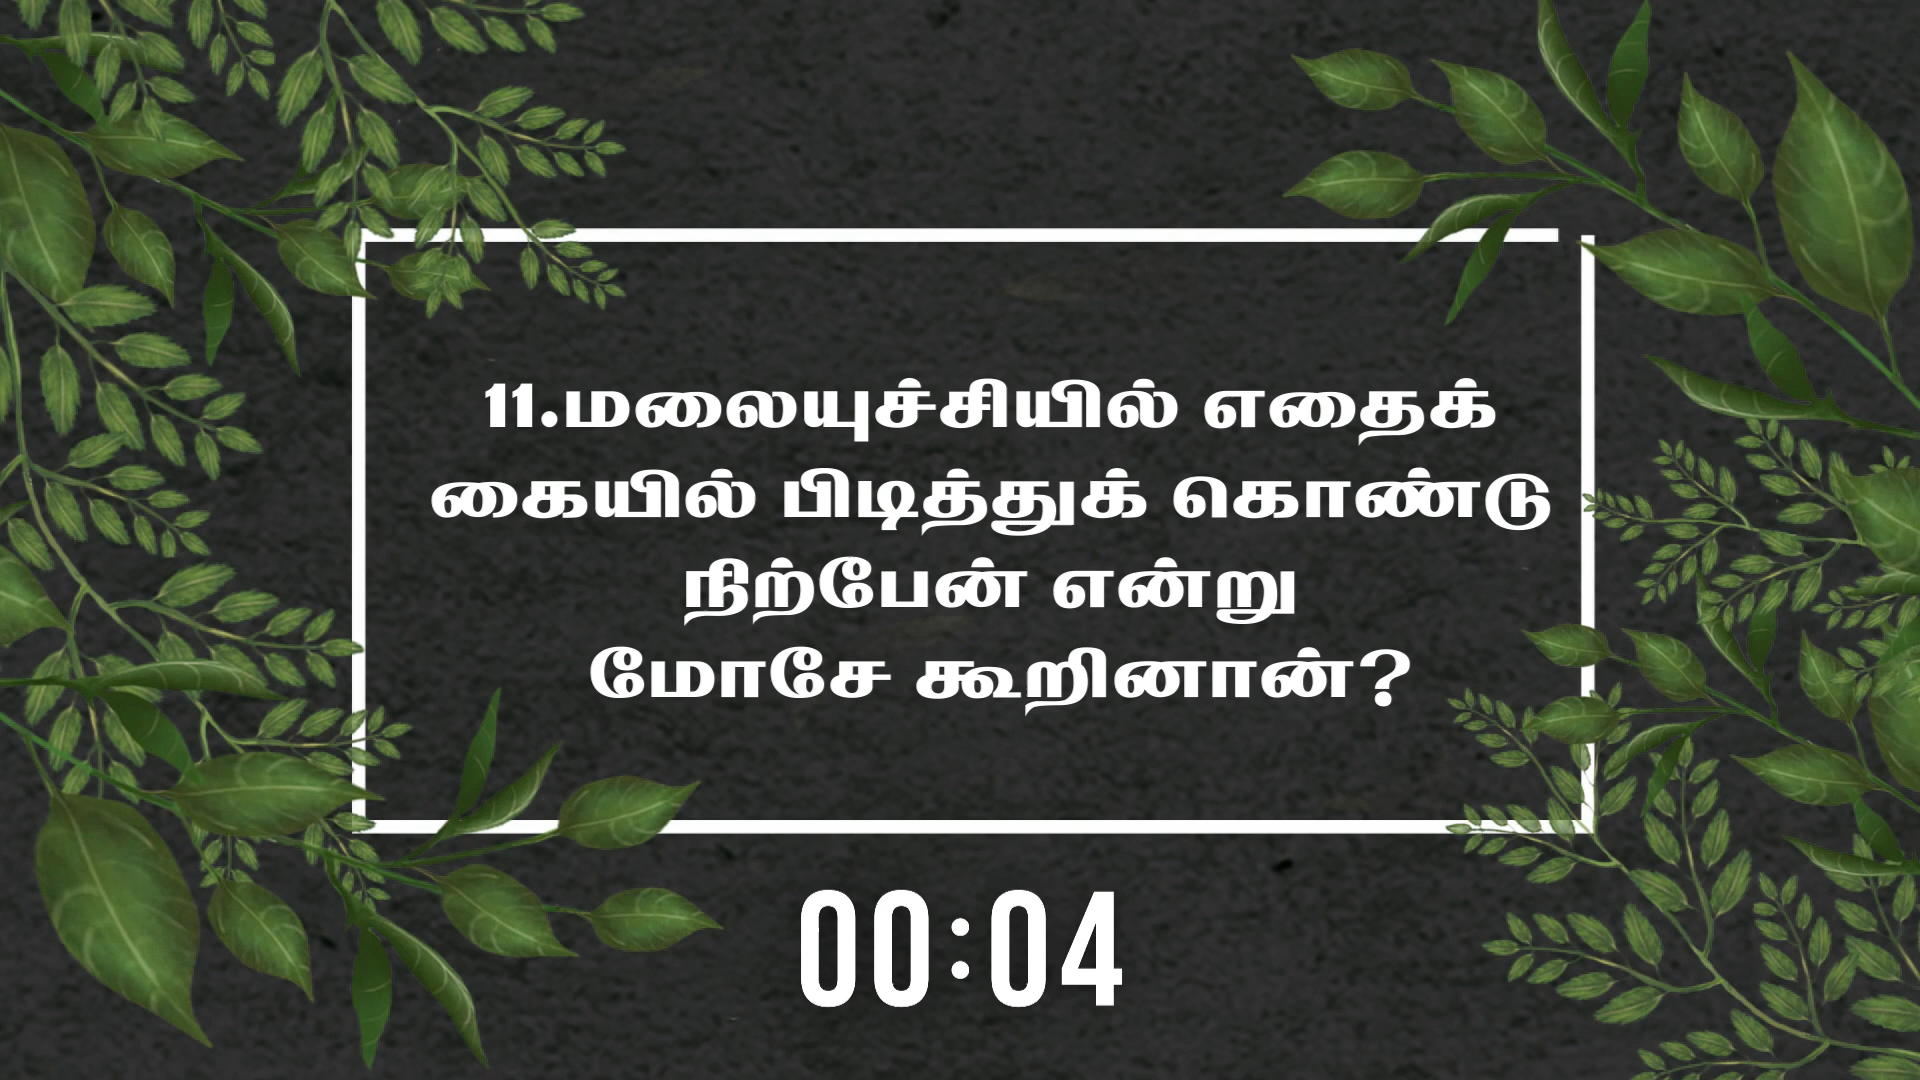 11.மலையுச்சியில் எதைக்
கையில் பிடித்துக் கொண்டு
நிற்பேன் என்று
மோசே கூறினான்?
00:04